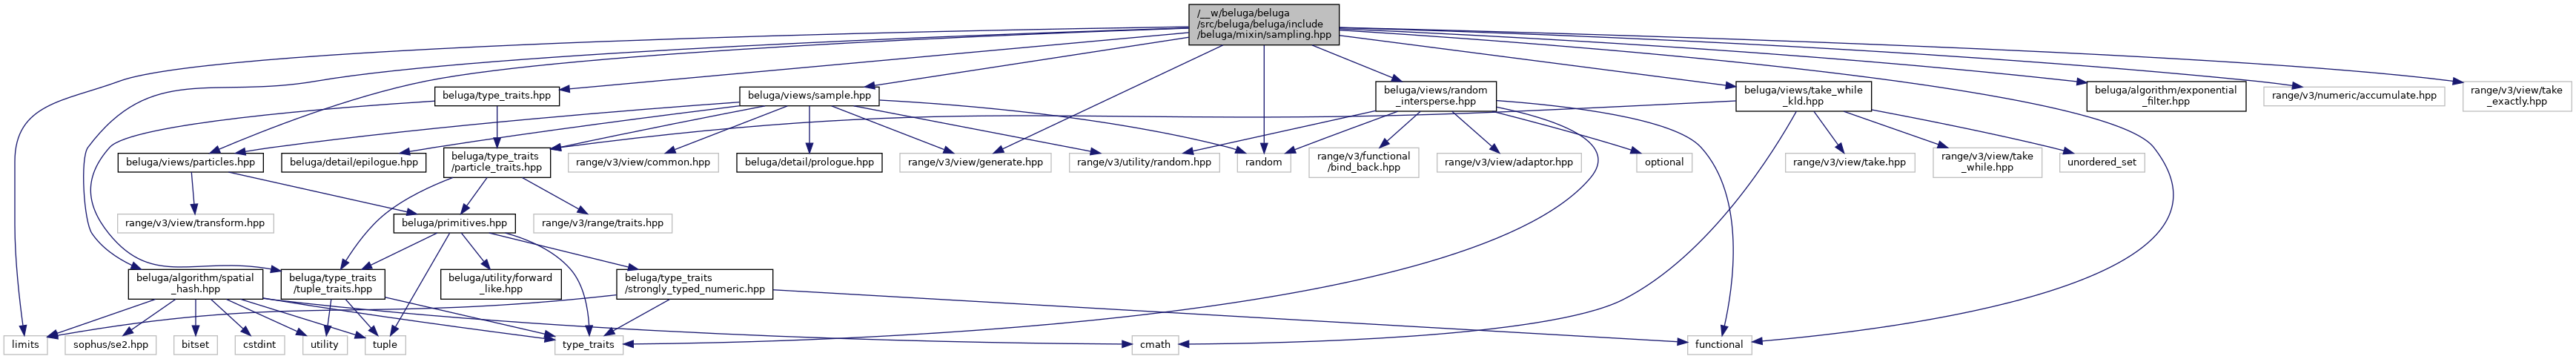 /__w/beluga/beluga
/src/beluga/beluga/include
/beluga/mixin/sampling.hpp
beluga/type_traits.hpp
beluga/views/sample.hpp
beluga/views/random
_intersperse.hpp
beluga/views/take_while
_kld.hpp
beluga/algorithm/exponential
_filter.hpp
range/v3/numeric/accumulate.hpp
range/v3/view/take
_exactly.hpp
beluga/views/particles.hpp
beluga/detail/epilogue.hpp
beluga/type_traits
/particle_traits.hpp
range/v3/view/common.hpp
beluga/detail/prologue.hpp
range/v3/view/generate.hpp
range/v3/utility/random.hpp
random
range/v3/functional
/bind_back.hpp
range/v3/view/adaptor.hpp
optional
range/v3/view/take.hpp
range/v3/view/take
_while.hpp
unordered_set
range/v3/view/transform.hpp
beluga/primitives.hpp
range/v3/range/traits.hpp
beluga/algorithm/spatial
_hash.hpp
beluga/type_traits
/tuple_traits.hpp
beluga/utility/forward
_like.hpp
beluga/type_traits
/strongly_typed_numeric.hpp
limits
sophus/se2.hpp
bitset
cstdint
utility
tuple
type_traits
cmath
functional